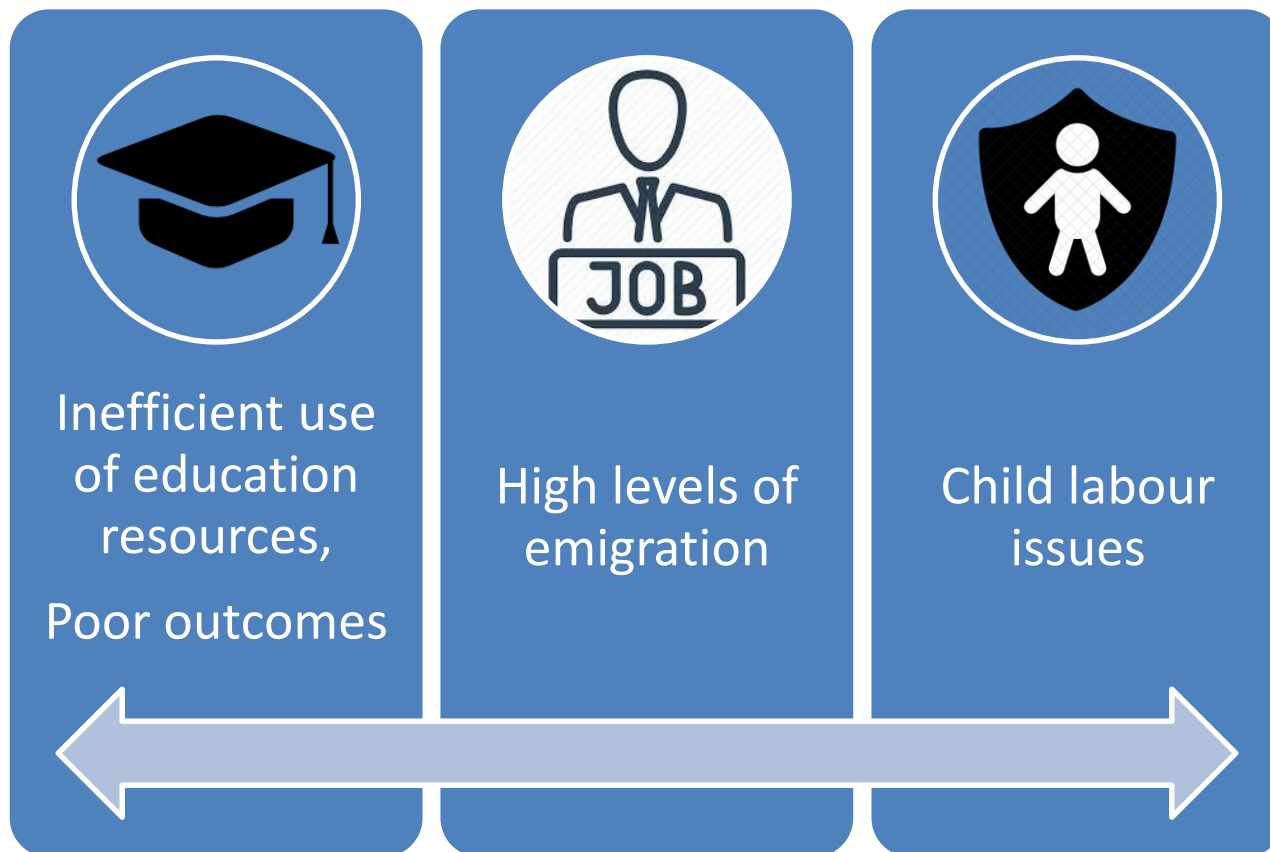 JOB
Inefficient use
of education
resources,
Poor outcomes
High levels of
emigration
Child labour
issues